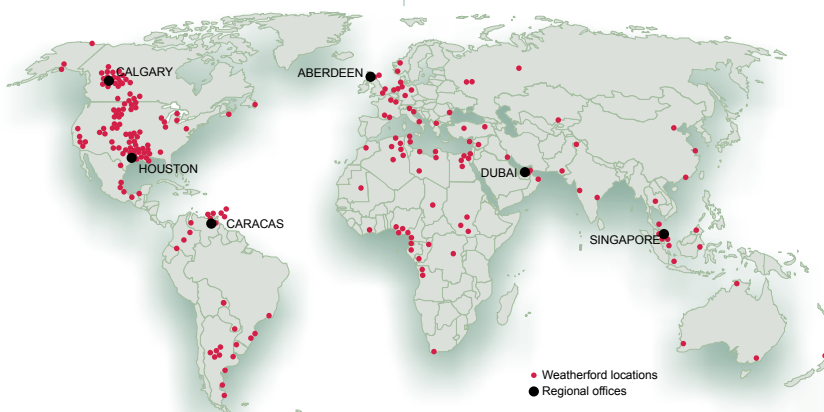 CALGARY
ABERDEEN
HOUSTON
DUBAI
CARACAS
SINGAPORE
Weatherford locations
Regional offices